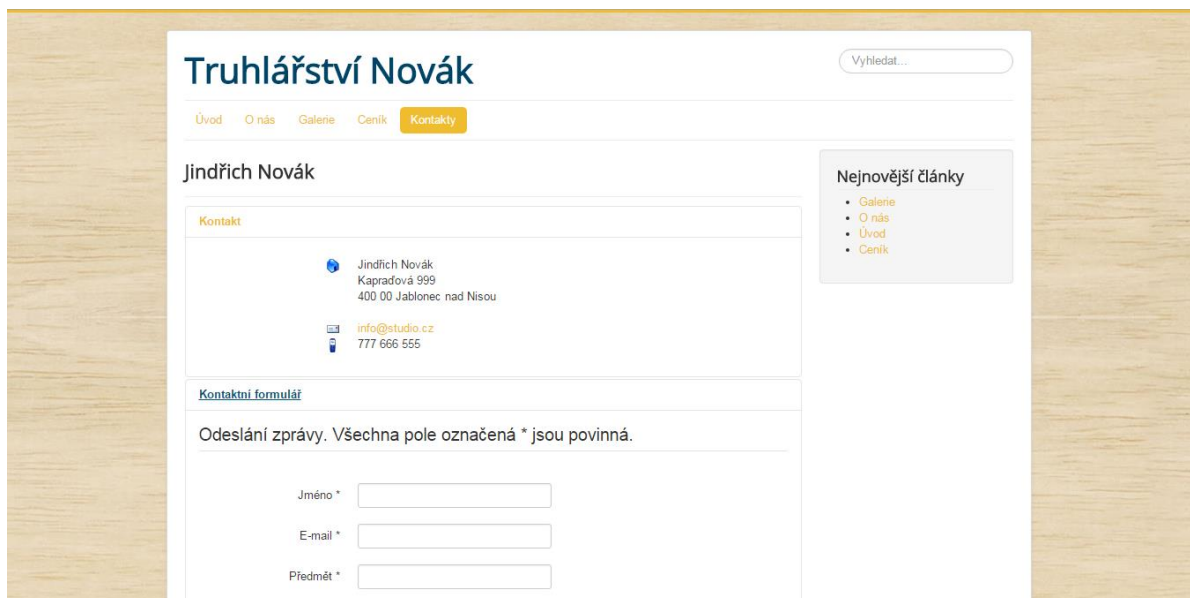 Truhlářství Novák
Vyhledat...
Úvod O nás Galerie Ceník Kontakty
Jindřich Novák
Kontakt
Jindřich Novák
Kapraďová 999
400 00 Jablonec nad Nisou
info@studio.cz
777 666 555
Kontaktní formulář
Odeslání zprávy. Všechna pole označená * jsou povinná.
Jméno *
E-mail *
Předmět *
Nejnovější články
Galerie
O nás
Úvod
Ceník